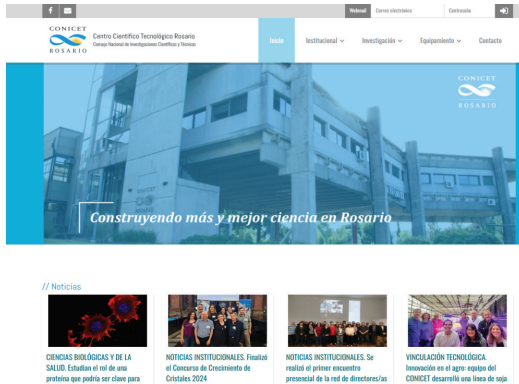 Webmail Correo electrónico Contraseña
CONICET
ROSARIO
Centro Científico Tecnológico Rosario
Consejo Nacional de Investigaciones Científicas y Técnicas
Inicio Institucional Investigación Equipamiento Contacto
CONICET
ROSARIO
Construyendo más y mejor ciencia en Rosario
// Noticias
CIENCIAS BIOLÓGICAS Y DE LA
SALUD. Estudian el rol de una
proteína que podría ser clave para
NOTICIAS INSTITUCIONALES. Finalizó
el Concurso de Crecimiento de
Cristales 2024
NOTICIAS INSTITUCIONALES. Se
realizó el primer encuentro
presencial de la red de directores/as
VINCULACIÓN TECNOLÓGICA.
Innovación en el agro: equipo del
CONICET desarrolló una línea de soja